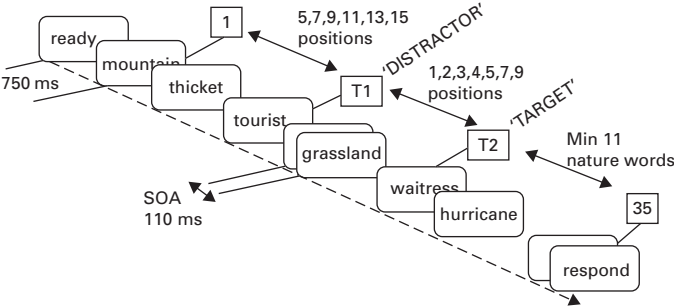 ready
1
5,7,9,11,13,15
positions
'DISTRACTOR'
mountain
750 ms
thicket
T1
1,2,3,4,5,7,9
positions
'TARGET'
tourist
grassland
T2
Min 11
nature words
SOA
110 ms
waitress
hurricane
35
respond